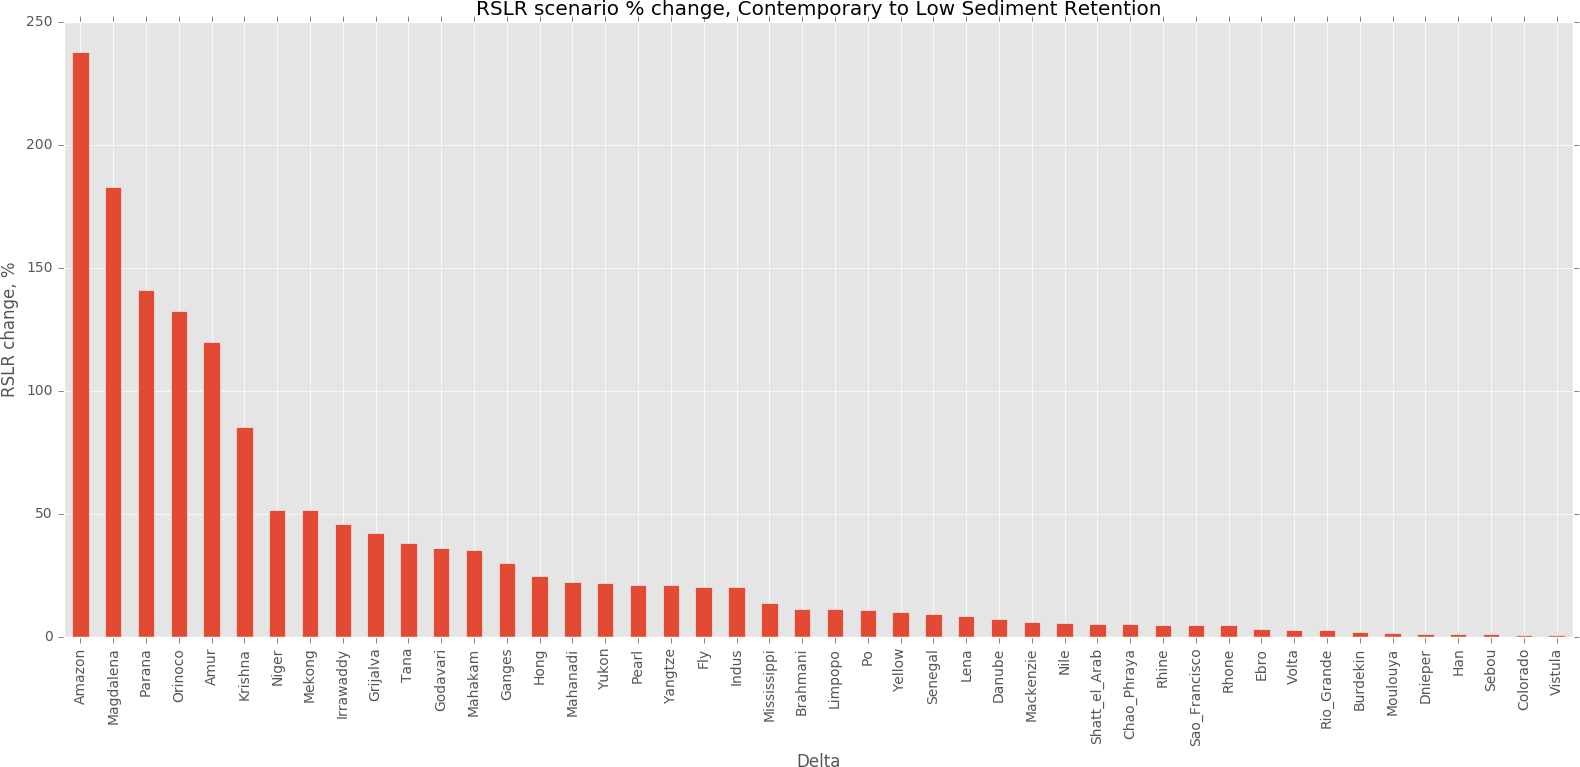 RSLR scenario % change, Contemporary to Low Sediment Retention
RSLR change, %
250
200
150
100
50
0
Amazon
Magdalena
Parana
Orinoco
Amur
Krishna
Niger
Mekong
Irrawaddy
Grijalva
Tana
Godavari
Mahakam
Ganges
Hong
Mahanadi
Yukon
Pearl
Yangtze
Fly
Indus
Mississippi
Brahmani
Limpopo
Po
Yellow
Senegal
Lena
Danube
Mackenzie
Nile
Shatt_el_Arab
Chao_Phraya
Rhine
Sao_Francisco
Rhone
Ebro
Volta
Rio_Grande
Burdekin
Moulouya
Dnieper
Han
Sebou
Colorado
Vistula
Delta